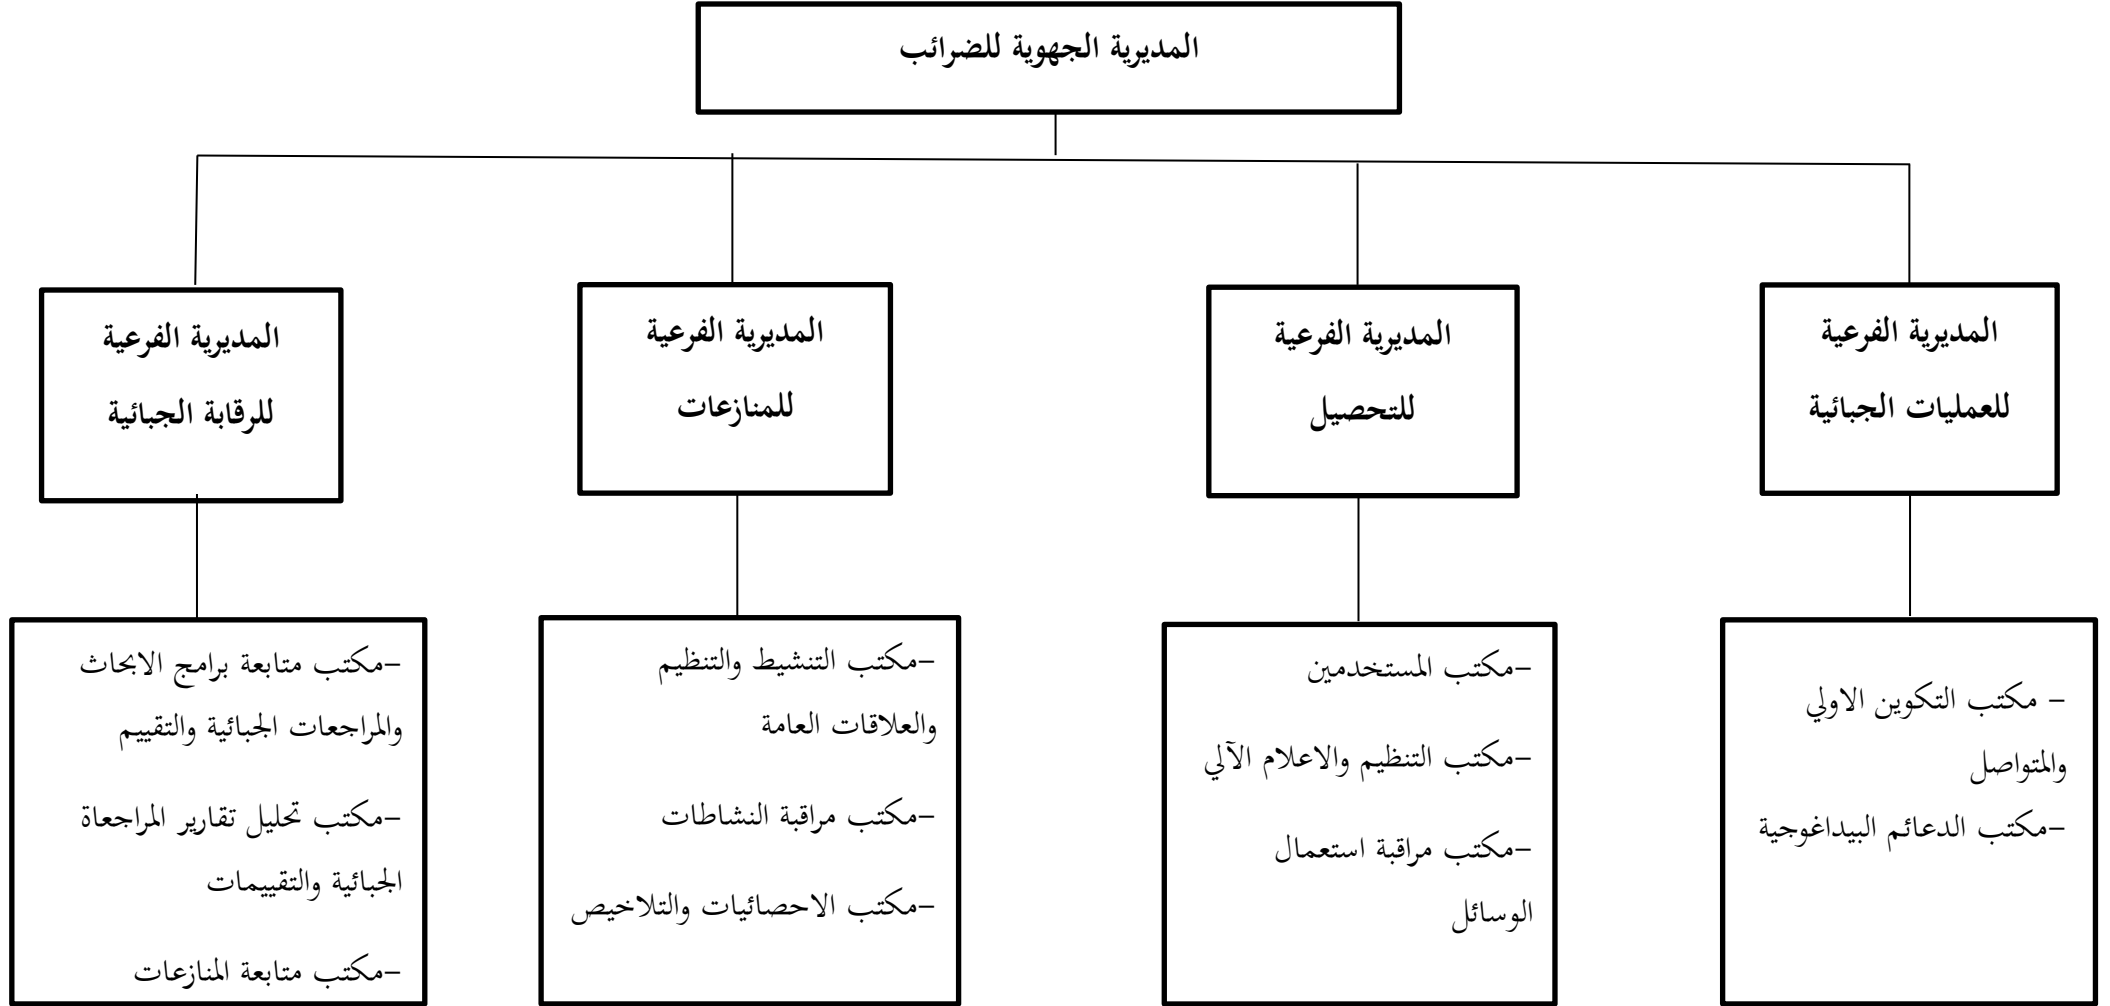 المديرية الجهوية للضرائب
المديرية الفرعية
للعمليات الجبائية
المديرية الفرعية
للتحصيل
المديرية الفرعية
للمنازعات
المديرية الفرعية
للرقابة الجبائية
- مكتب التكوين الاولي
والمتواصل
-مكتب الدعائم البيداغوجية
-مكتب المستخدمين
-مكتب التنظيم والاعلام الآلي
-مكتب مراقبة استعمال
الوسائل
-مكتب التنشيط والتنظيم
والعلاقات العامة
-مكتب مراقبة النشاطات
-مكتب الاحصائيات والتلاخيص
-مكتب متابعة برامج الابحاث
والمراجعات الجبائية والتقييم
-مكتب تحليل تقارير المراجعاة
الجبائية والتقييمات
-مكتب متابعة المنازعات